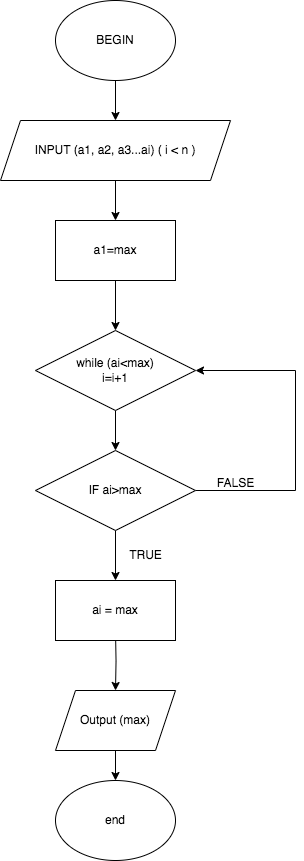 BEGIN
INPUT (a1, a2, a3...ai) ( i < n )
a1=max
while (ai<max)
i=i+1
IF ai>max
FALSE
TRUE
ai = max
Output (max)
end